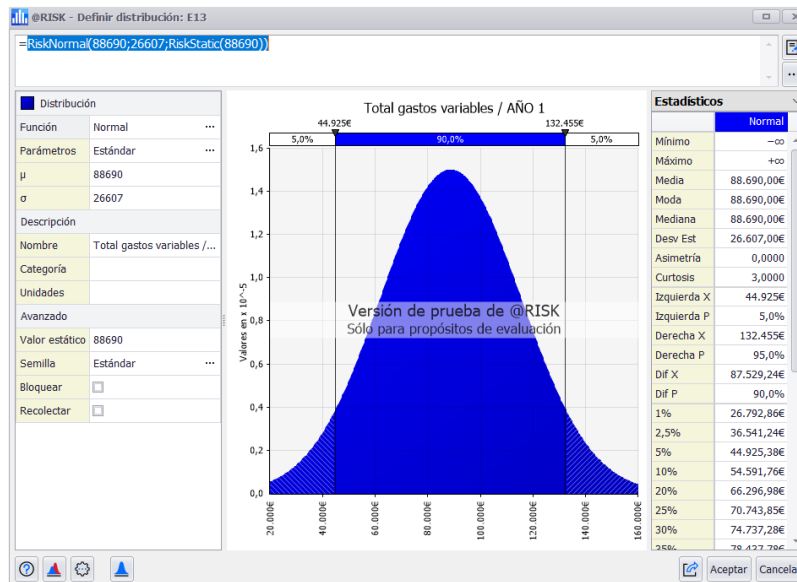 @RISK - Definir distribución: E13
=RiskNormal(88690;26607;RiskStatic(88690))
Distribución
Función Normal ...
Parámetros Estándar ...
µ 88690
σ 26607
Descripción
Nombre Total gastos variables /...
Categoría
Unidades
Avanzado
Valor estático 88690
Semilla Estándar ...
Bloquear
Recolectar
Total gastos variables / AÑO 1
44.925€ 132.455€
5,0% 90,0% 5,0%
1,6
1,4
1,2
1,0
0,8
0,6
0,4
0,2
0,0
Valores en x 10^-5
Versión de prueba de @RISK
Sólo para propósitos de evaluación
20.000€ 40.000€ 60.000€ 80.000€ 100.000€ 120.000€ 140.000€ 160.000€
Estadísticos
Normal
Mínimo -∞
Máximo +∞
Media 88.690,00€
Moda 88.690,00€
Mediana 88.690,00€
Desv Est 26.607,00€
Asimetría 0,0000
Curtosis 3,0000
Izquierda X 44.925€
Izquierda P 5,0%
Derecha X 132.455€
Derecha P 95,0%
Dif X 87.529,24€
Dif P 90,0%
1% 26.792,86€
2,5% 36.541,24€
5% 44.925,38€
10% 54.591,76€
20% 66.296,98€
25% 70.743,85€
30% 74.737,28€
35% 78.437,78€
Aceptar Cancela